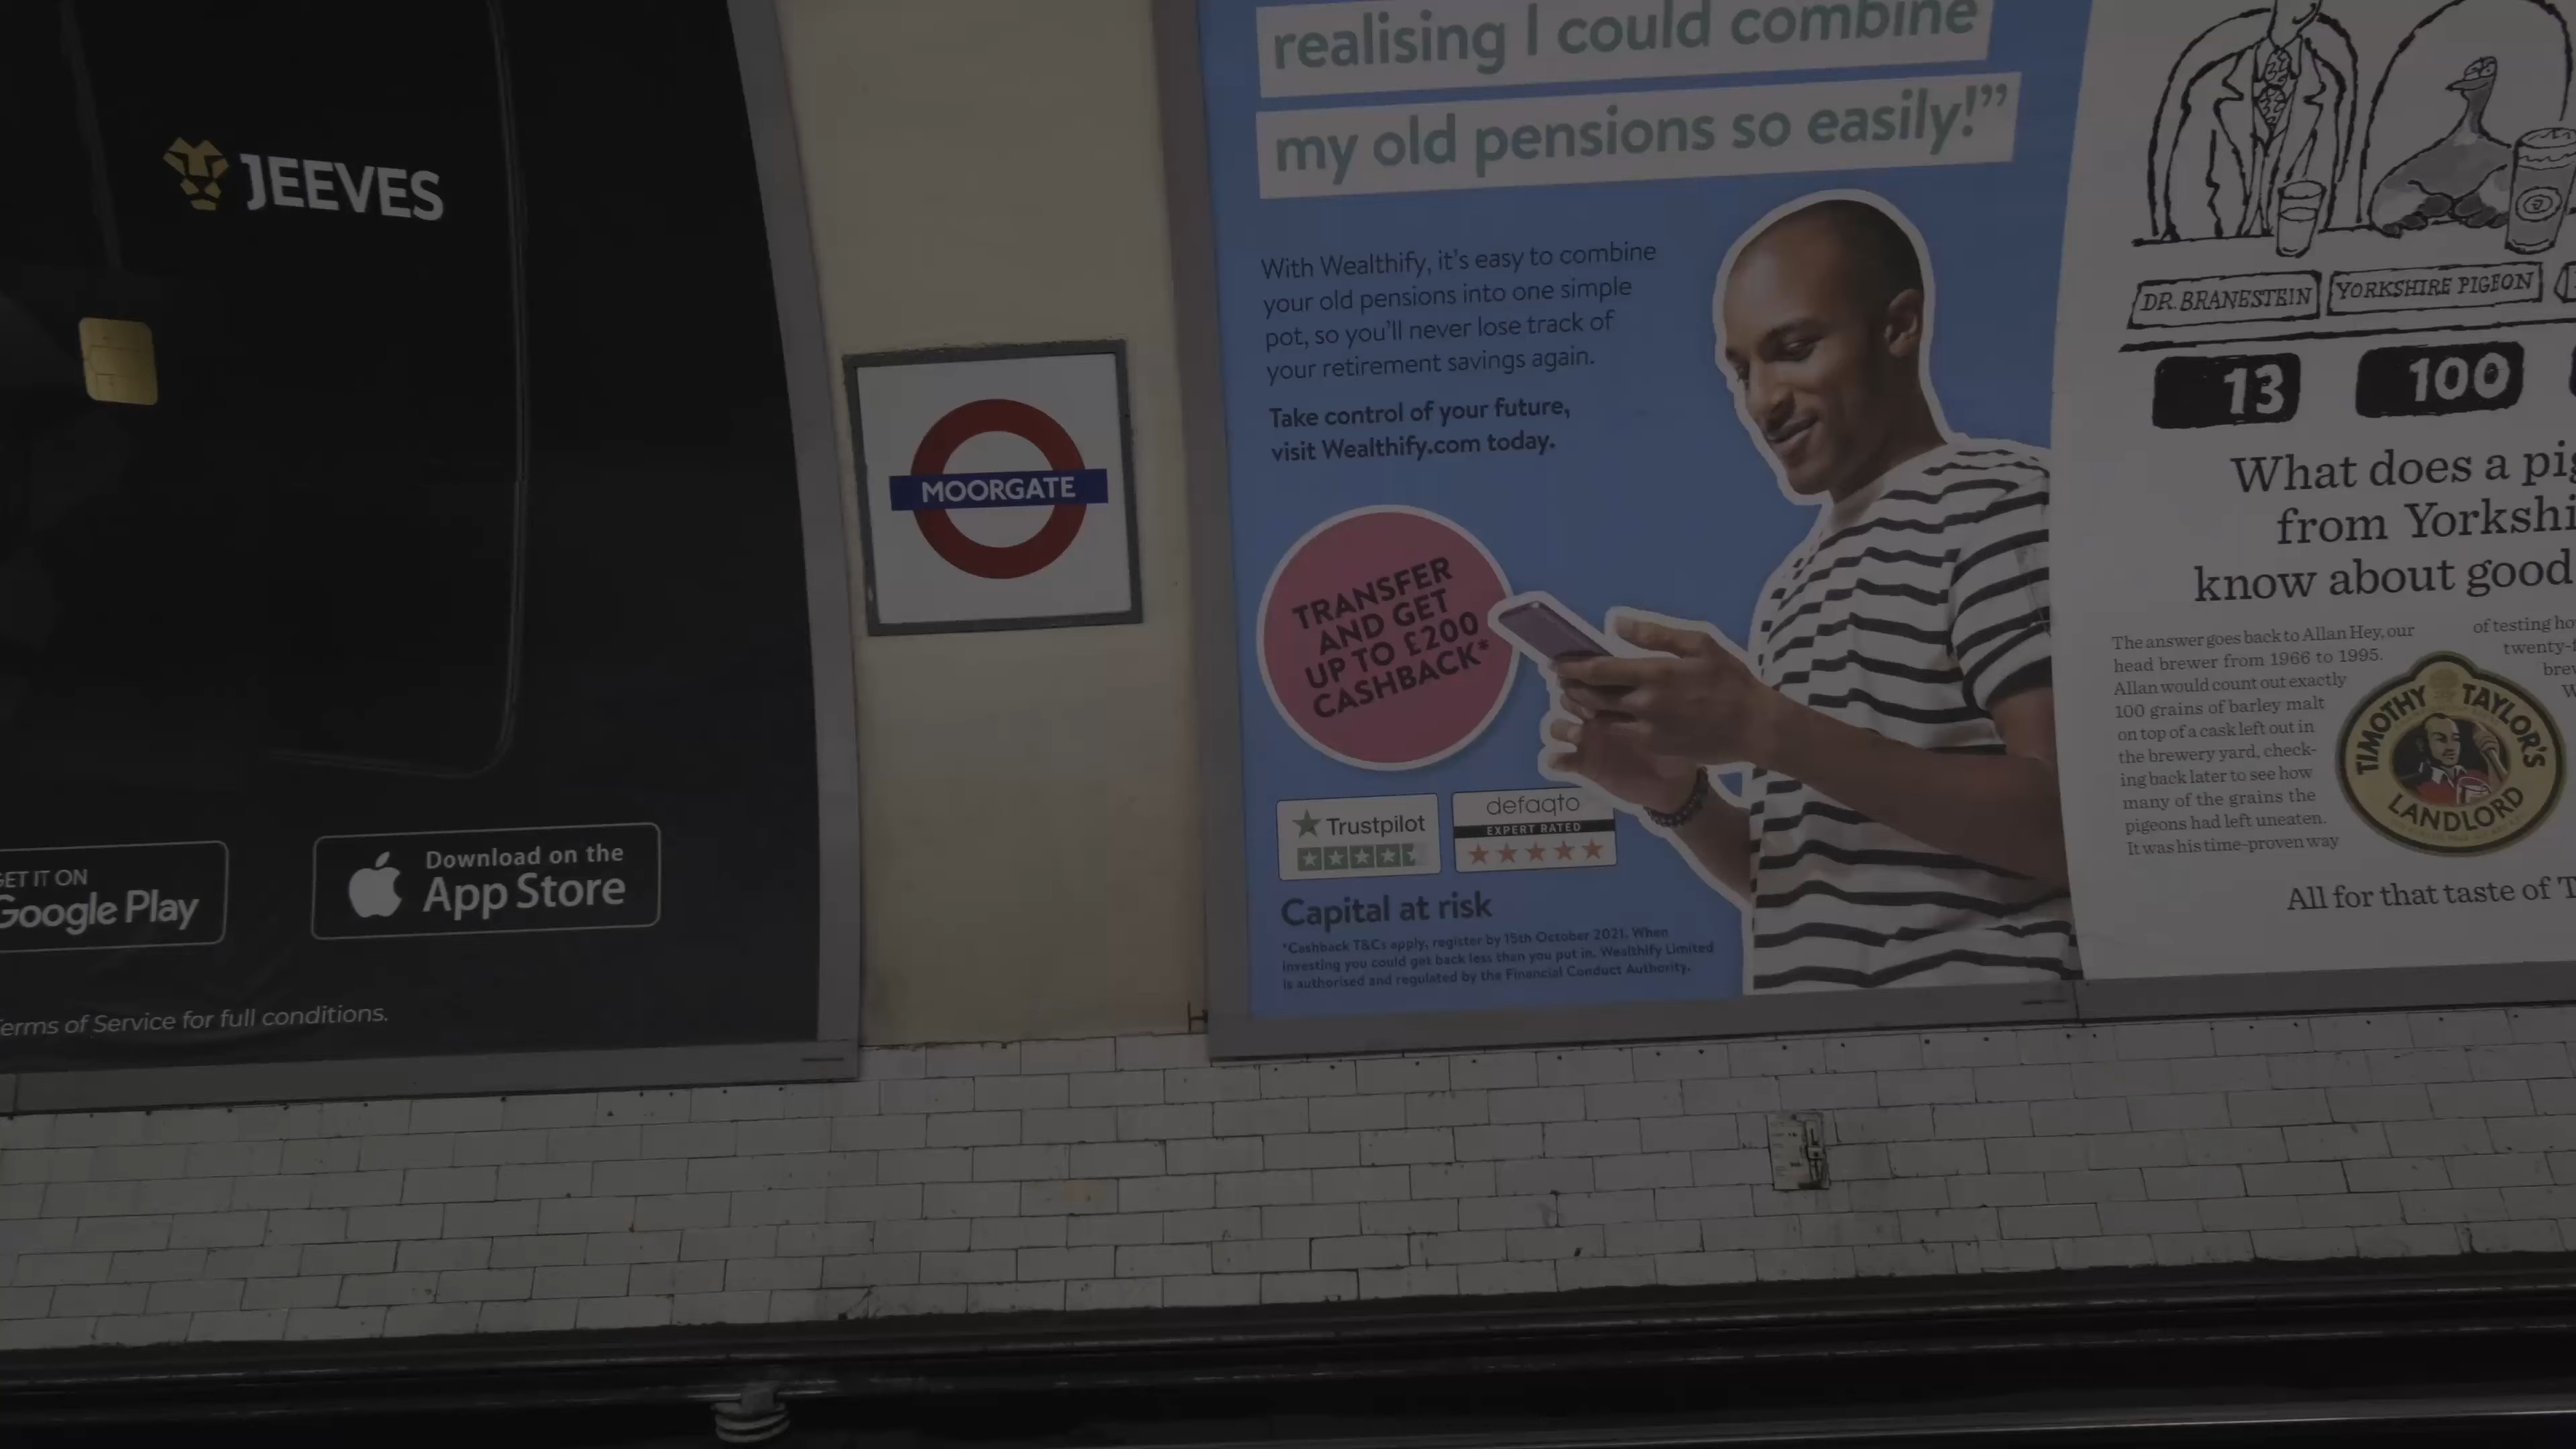 JEEVES
GET IT ON
Google Play
Download on the
App Store
Terms of Service for full conditions.
MOORGATE
realising I could combine
my old pensions so easily!”
With Wealthify, it's easy to combine
your old pensions into one simple
pot, so you'll never lose track of
your retirement savings again.
Take control of your future,
visit Wealthify.com today.
TRANSFER
AND GET
UP TO £200
CASHBACK*
Trustpilot
defaqto
EXPERT RATED
Capital at risk
*Cashback T&Cs apply, register by 15th October 2021. When
investing you could get back less than you put in. Wealthify Limited
is authorised and regulated by the Financial Conduct Authority.
DR. BRANESTEIN
YORKSHIRE PIGEON
13
100
What does a pig
from Yorkshi
know about good
The answer goes back to Allan Hey, our
head brewer from 1966 to 1995.
Allan would count out exactly
100 grains of barley malt
on top of a cask left out in
the brewery yard, check-
ing back later to see how
many of the grains the
pigeons had left uneaten.
It was his time-proven way
of testing ho
twenty-f
brew
W
TIMOTHY TAYLOR'S
LANDLORD
All for that taste of T